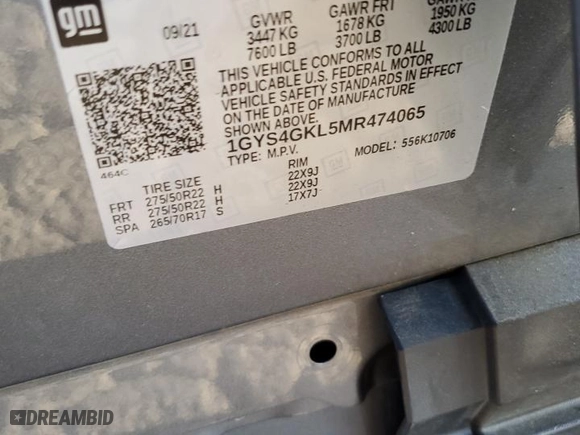 gm
09/21
GVWR
3447 KG
7600 LB
GAWR FRT
1678 KG
3700 LB
1950 KG
4300 LB
THIS VEHICLE CONFORMS TO ALL
APPLICABLE U.S. FEDERAL MOTOR
VEHICLE SAFETY STANDARDS IN EFFECT
ON THE DATE OF MANUFACTURE
SHOWN ABOVE.
1GYS4GKL5MR474065
TYPE: M.P.V. MODEL: 556K10706
464C
TIRE SIZE RIM
FRT 275/50R22 H 22X9J
RR 275/50R22 H 22X9J
SPA 265/70R17 S 17X7J
DREAMBID